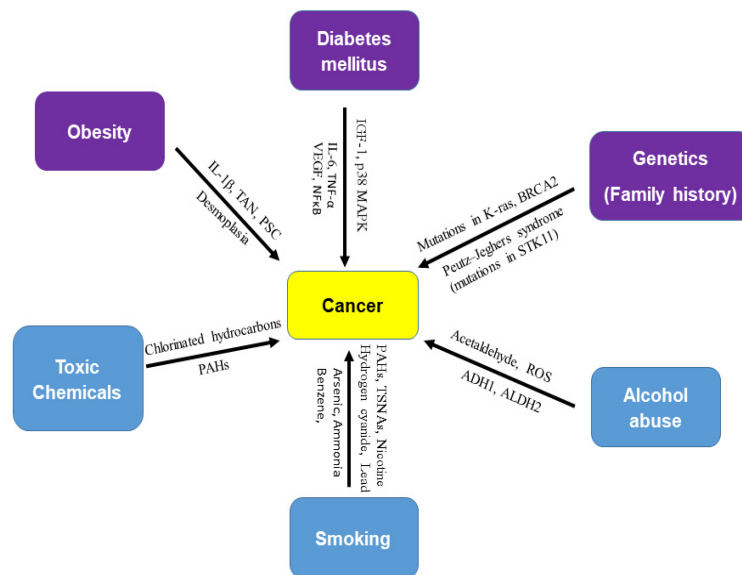 Diabetes
mellitus
Obesity
Genetics
(Family history)
IL-1β, TAN, PSC
Desmoplasia
IGF-1, p38 MAPK
IL-6, TNF-α
VEGF, NFκB
Mutations in K-ras, BRCA2
Peutz–Jeghers syndrome
(mutations in STK11)
Cancer
Toxic
Chemicals
Chlorinated hydrocarbons
PAHs
Acetaldehyde, ROS
ADH1, ALDH2
Alcohol
abuse
PAHs, TSNAs, Nicotine
Hydrogen cyanide, Lead
Arsenic, Ammonia
Benzene,
Smoking